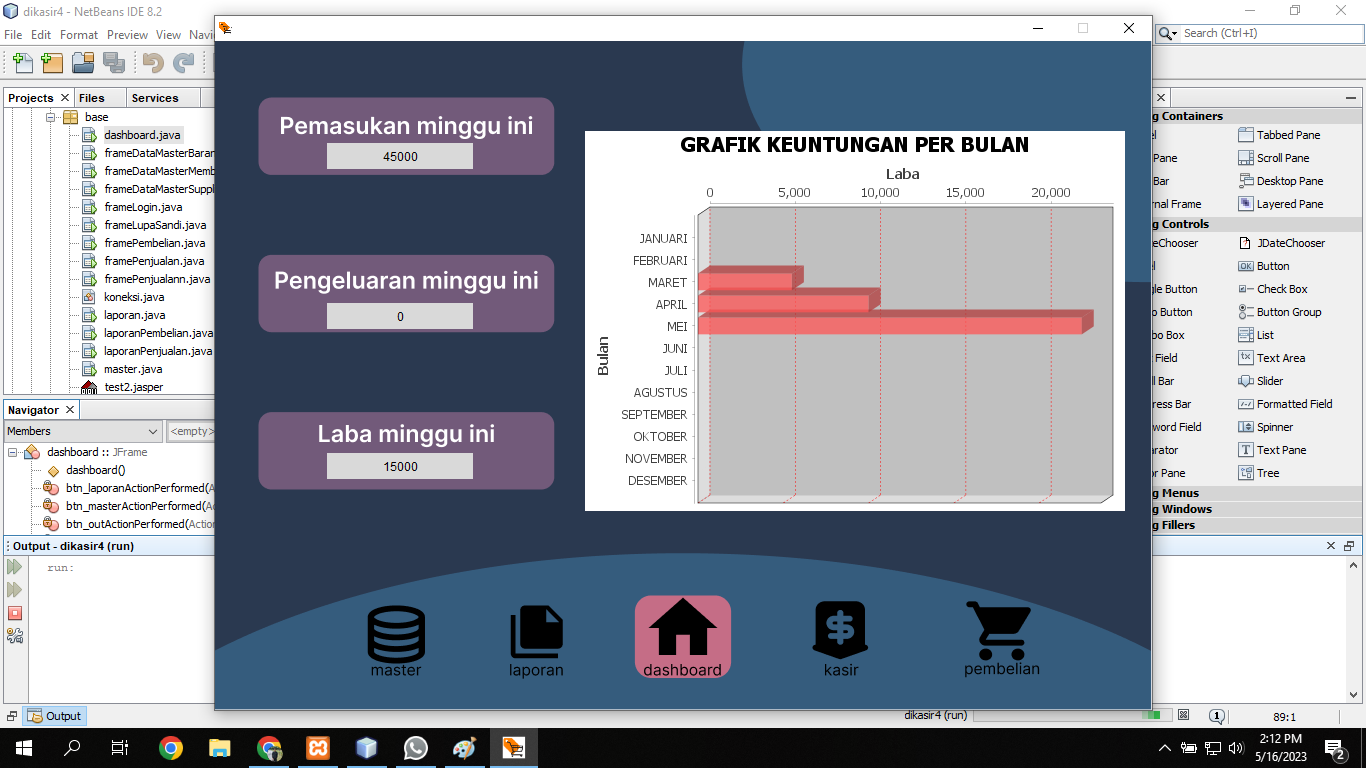 dikasir4 - NetBeans IDE 8.2
File Edit Format Preview View Navi
Search (Ctrl+I)
Projects Files Services
base
dashboard.java
frameDataMasterBaran
frameDataMasterMemb
frameDataMasterSuppl
frameLogin.java
frameLupaSandi.java
framePembelian.java
framePenjualan.java
framePenjualann.java
koneksi.java
laporan.java
laporanPembelian.java
laporanPenjualan.java
master.java
test2.jasper
Navigator
Members
<empty>
dashboard :: JFrame
dashboard()
btn_laporanActionPerformed(A
btn_masterActionPerformed(Ac
btn_outActionPerformed(Action
Output - dikasir4 (run)
run:
Output
Pemasukan minggu ini
45000
Pengeluaran minggu ini
0
Laba minggu ini
15000
GRAFIK KEUNTUNGAN PER BULAN
Laba
0 5,000 10,000 15,000 20,000
Bulan
JANUARI
FEBRUARI
MARET
APRIL
MEI
JUNI
JULI
AGUSTUS
SEPTEMBER
OKTOBER
NOVEMBER
DESEMBER
master
laporan
dashboard
kasir
pembelian
g Containers
el Tabbed Pane
Pane Scroll Pane
Bar Desktop Pane
nal Frame Layered Pane
g Controls
teChooser JDateChooser
el Button
gle Button Check Box
o Button Button Group
bo Box List
t Field Text Area
ll Bar Slider
ress Bar Formatted Field
word Field Spinner
arator Text Pane
or Pane Tree
g Menus
g Windows
g Fillers
dikasir4 (run)
1
89:1
2:12 PM
5/16/2023
2